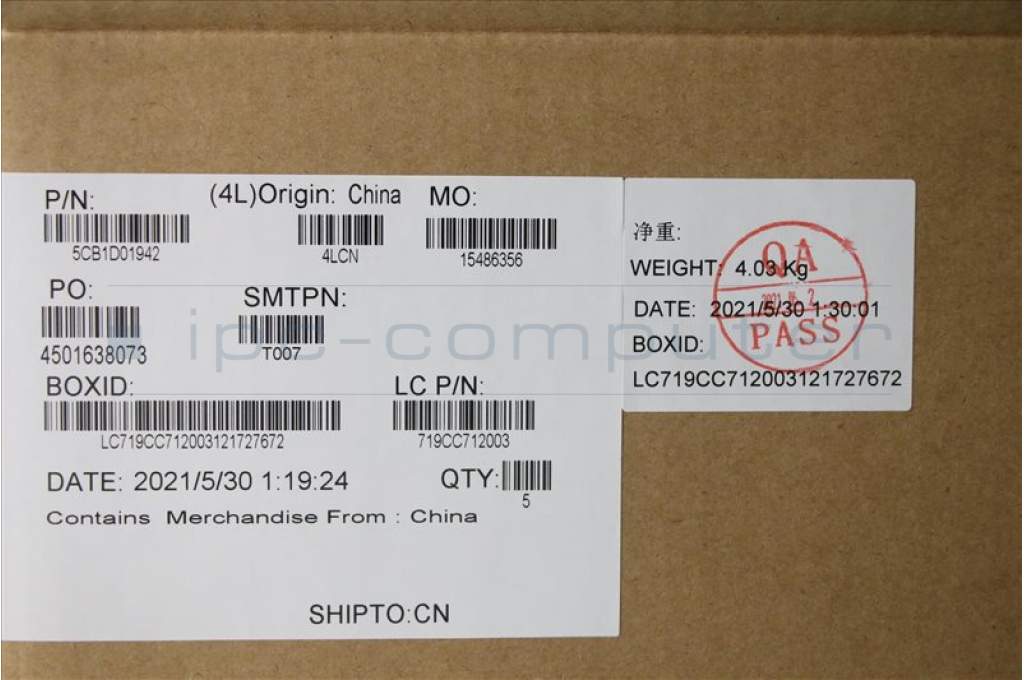 P/N:
5CB1D01942
(4L)Origin: China
4LCN
MO:
15486356
PO:
4501638073
SMTPN:
T007
BOXID:
LC719CC712003121727672
LC P/N:
719CC712003
DATE: 2021/5/30 1:19:24
QTY:
5
Contains Merchandise From : China
SHIPTO:CN
净重:
WEIGHT: 4.03 Kg
DATE: 2021/5/30 1:30:01
BOXID:
LC719CC712003121727672
QA
PASS
ipc-computer